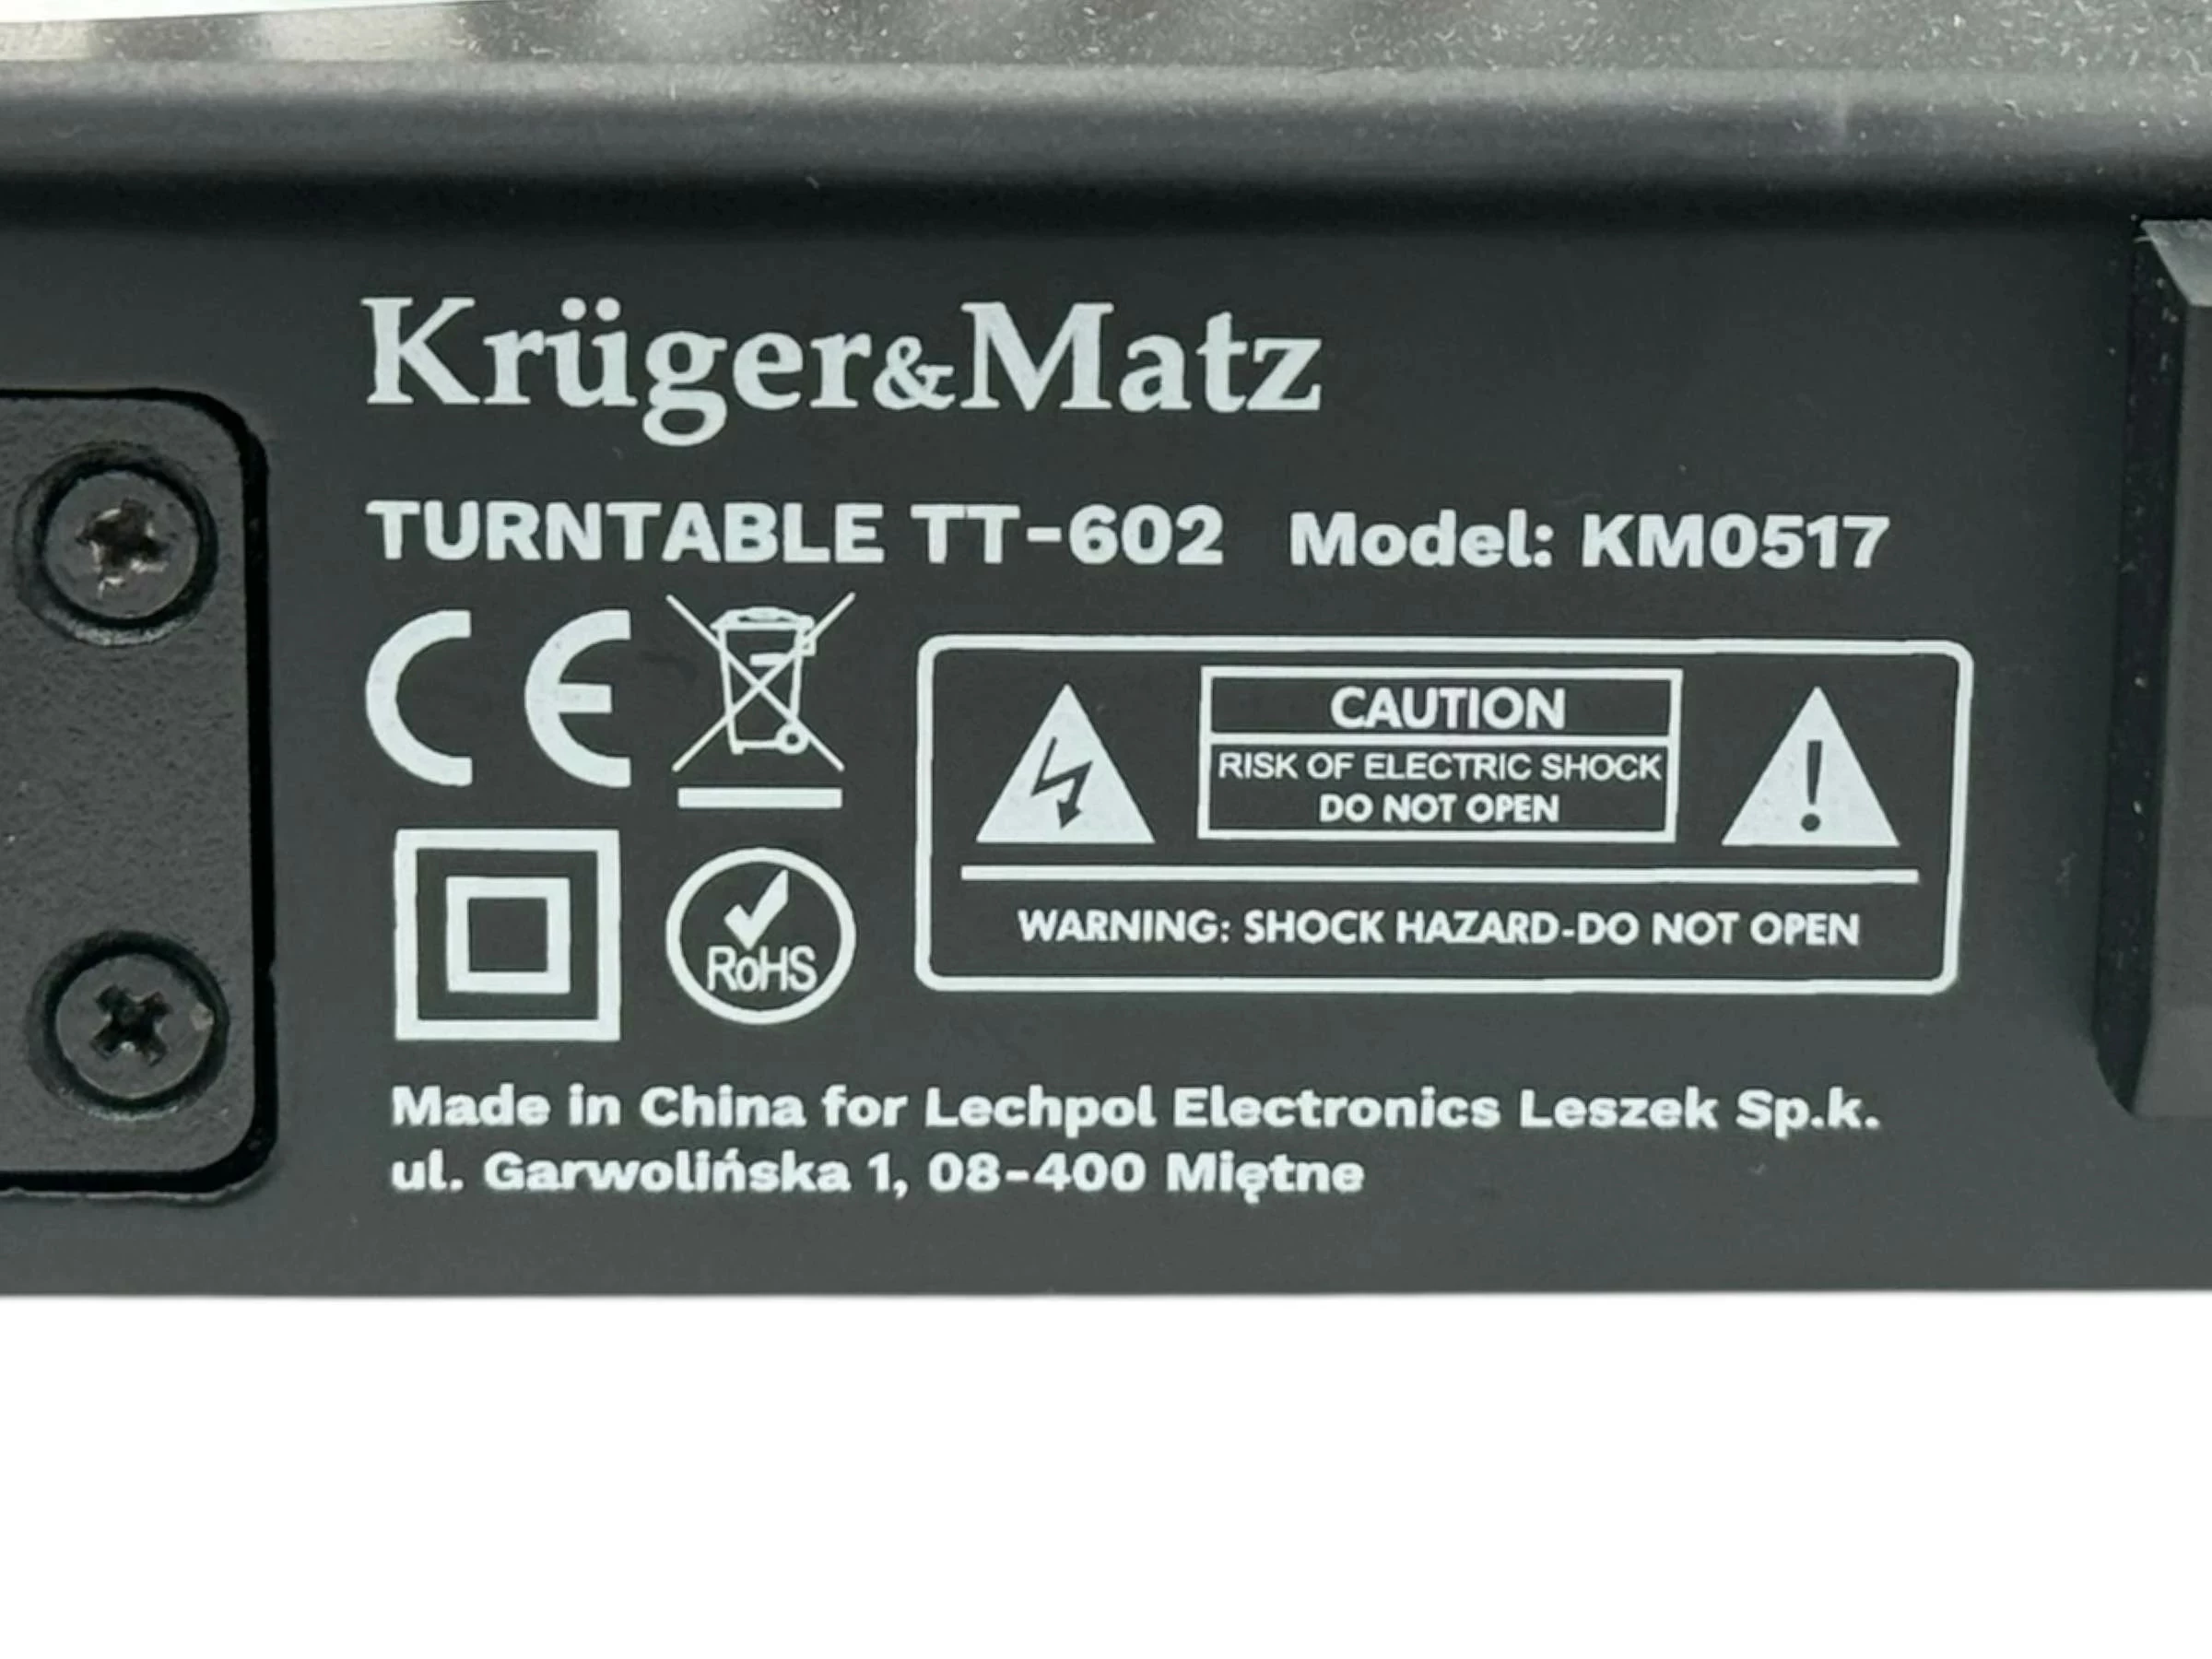 Krüger&Matz
TURNTABLE TT-602 Model: KM0517
CE
CAUTION
RISK OF ELECTRIC SHOCK
DO NOT OPEN
RoHS
WARNING: SHOCK HAZARD-DO NOT OPEN
Made in China for Lechpol Electronics Leszek Sp.k.
ul. Garwolińska 1, 08-400 Miętne